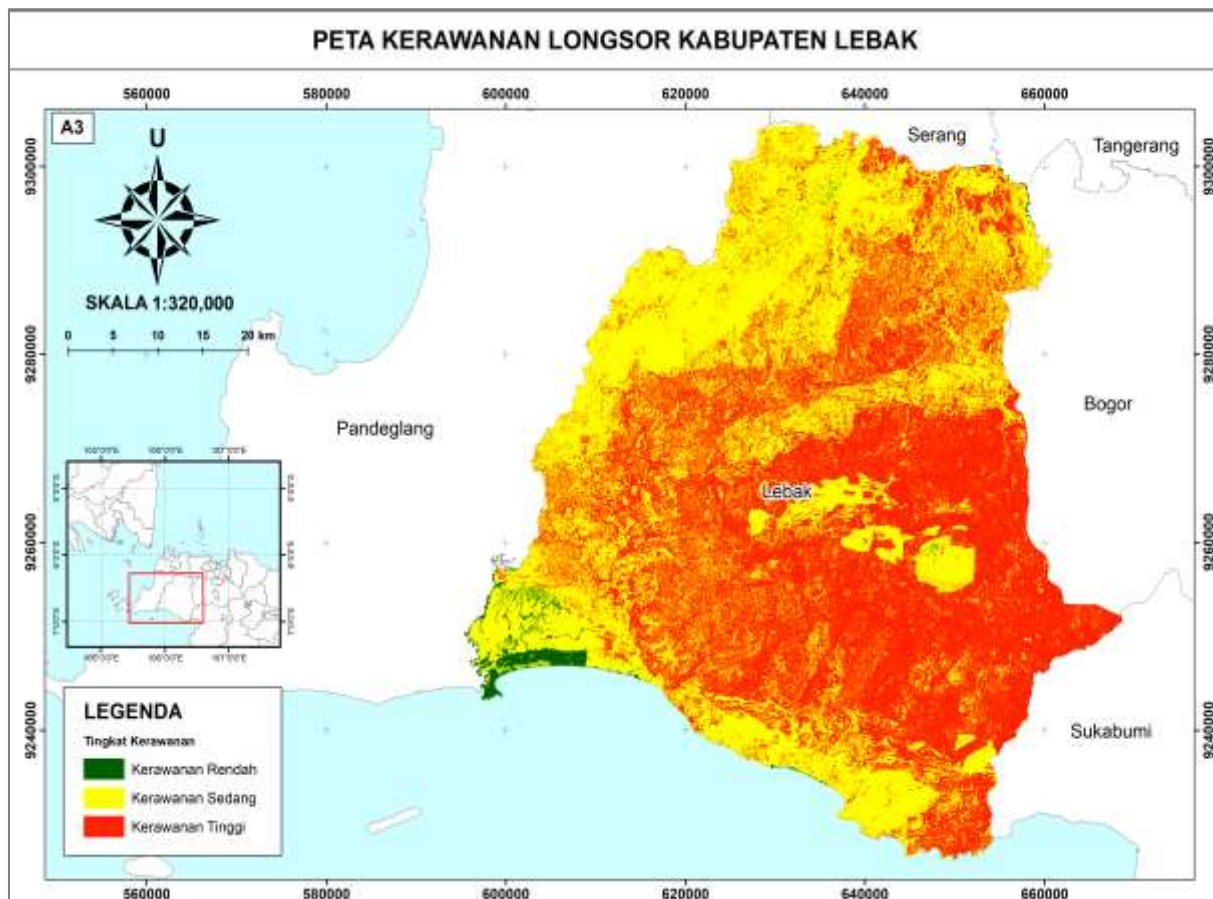 PETA KERAWANAN LONGSOR KABUPATEN LEBAK
560000 580000 600000 620000 640000 660000
A3
U
SKALA 1:320,000
0 5 10 15 20 km
9300000
9280000
9260000
9240000
9300000
9280000
9260000
9240000
Serang
Tangerang
Bogor
Pandeglang
Lebak
Sukabumi
LEGENDA
Tingkat Kerawanan
Kerawanan Rendah
Kerawanan Sedang
Kerawanan Tinggi
560000 580000 600000 620000 640000 660000